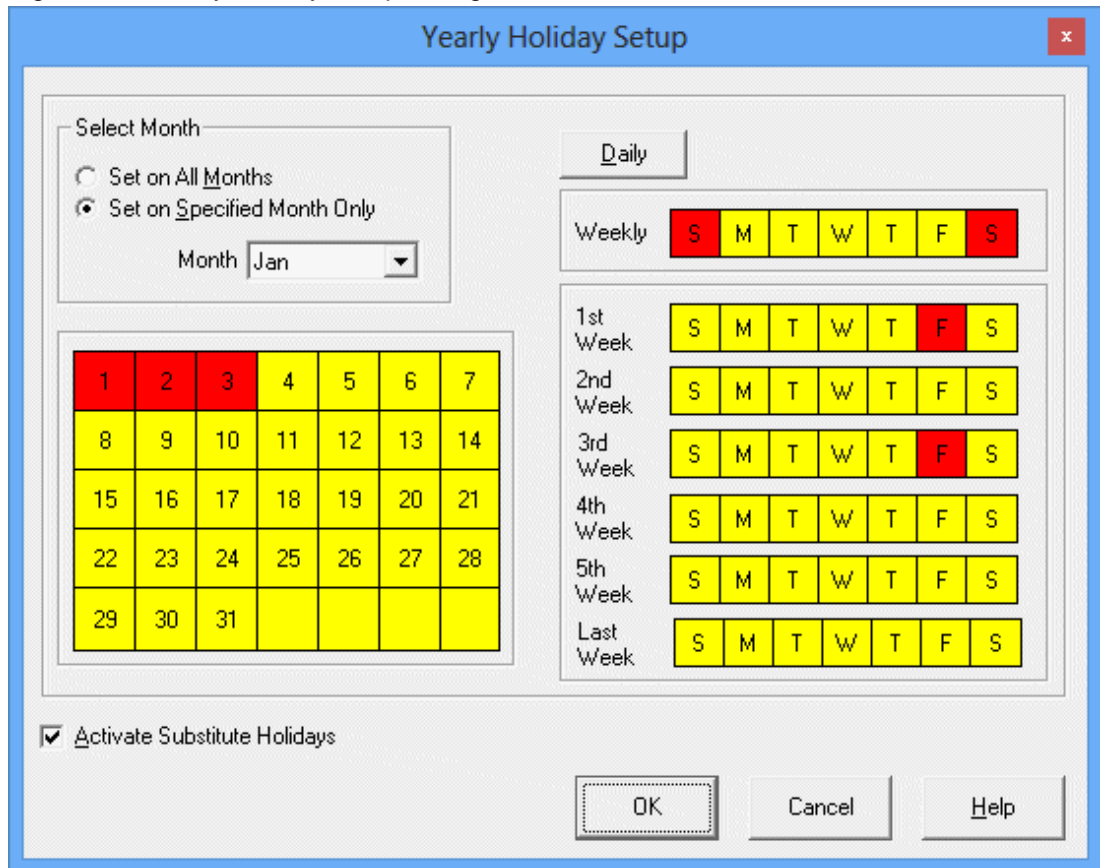 Yearly Holiday Setup
x
Select Month
Set on All Months
Set on Specified Month Only
Month Jan
1 2 3 4 5 6 7
8 9 10 11 12 13 14
15 16 17 18 19 20 21
22 23 24 25 26 27 28
29 30 31
Daily
Weekly S M T W T F S
1st Week S M T W T F S
2nd Week S M T W T F S
3rd Week S M T W T F S
4th Week S M T W T F S
5th Week S M T W T F S
Last Week S M T W T F S
Activate Substitute Holidays
OK Cancel Help